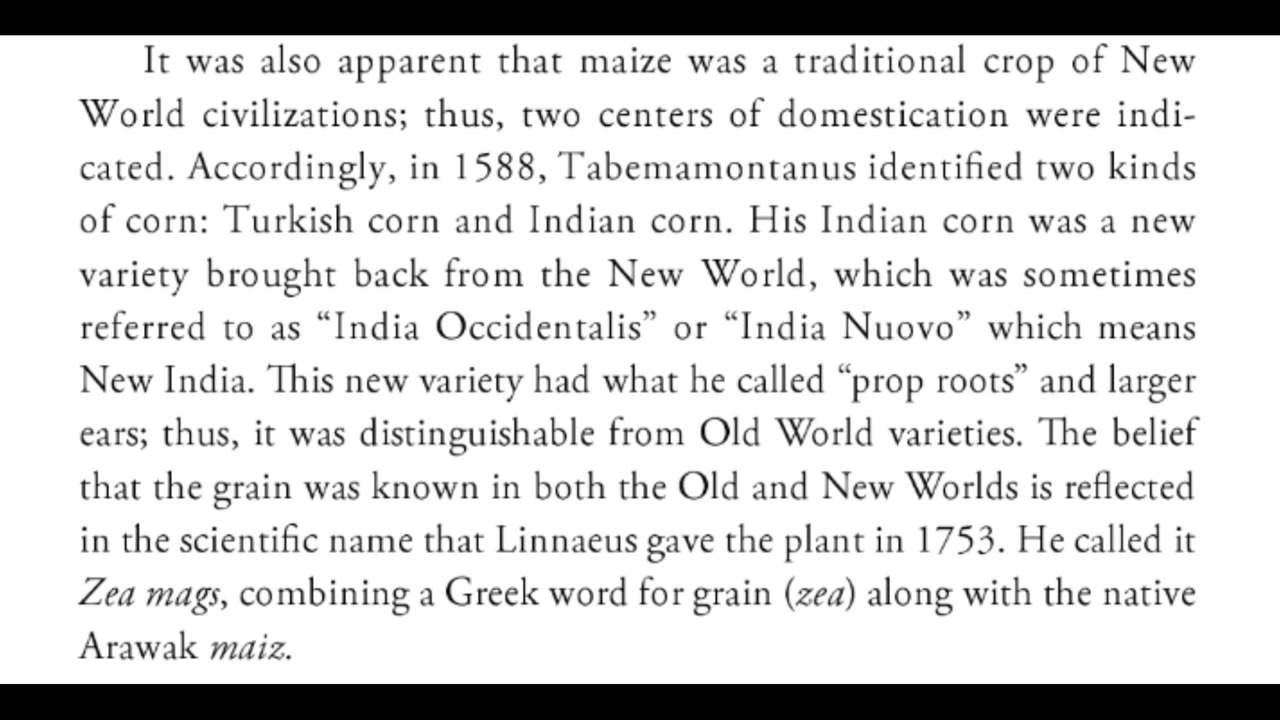 It was also apparent that maize was a traditional crop of New
World civilizations; thus, two centers of domestication were indi-
cated. Accordingly, in 1588, Tabemamontanus identified two kinds
of corn: Turkish corn and Indian corn. His Indian corn was a new
variety brought back from the New World, which was sometimes
referred to as “India Occidentalis” or “India Nuovo” which means
New India. This new variety had what he called “prop roots” and larger
ears; thus, it was distinguishable from Old World varieties. The belief
that the grain was known in both the Old and New Worlds is reflected
in the scientific name that Linnaeus gave the plant in 1753. He called it
Zea mags, combining a Greek word for grain (zea) along with the native
Arawak maiz.